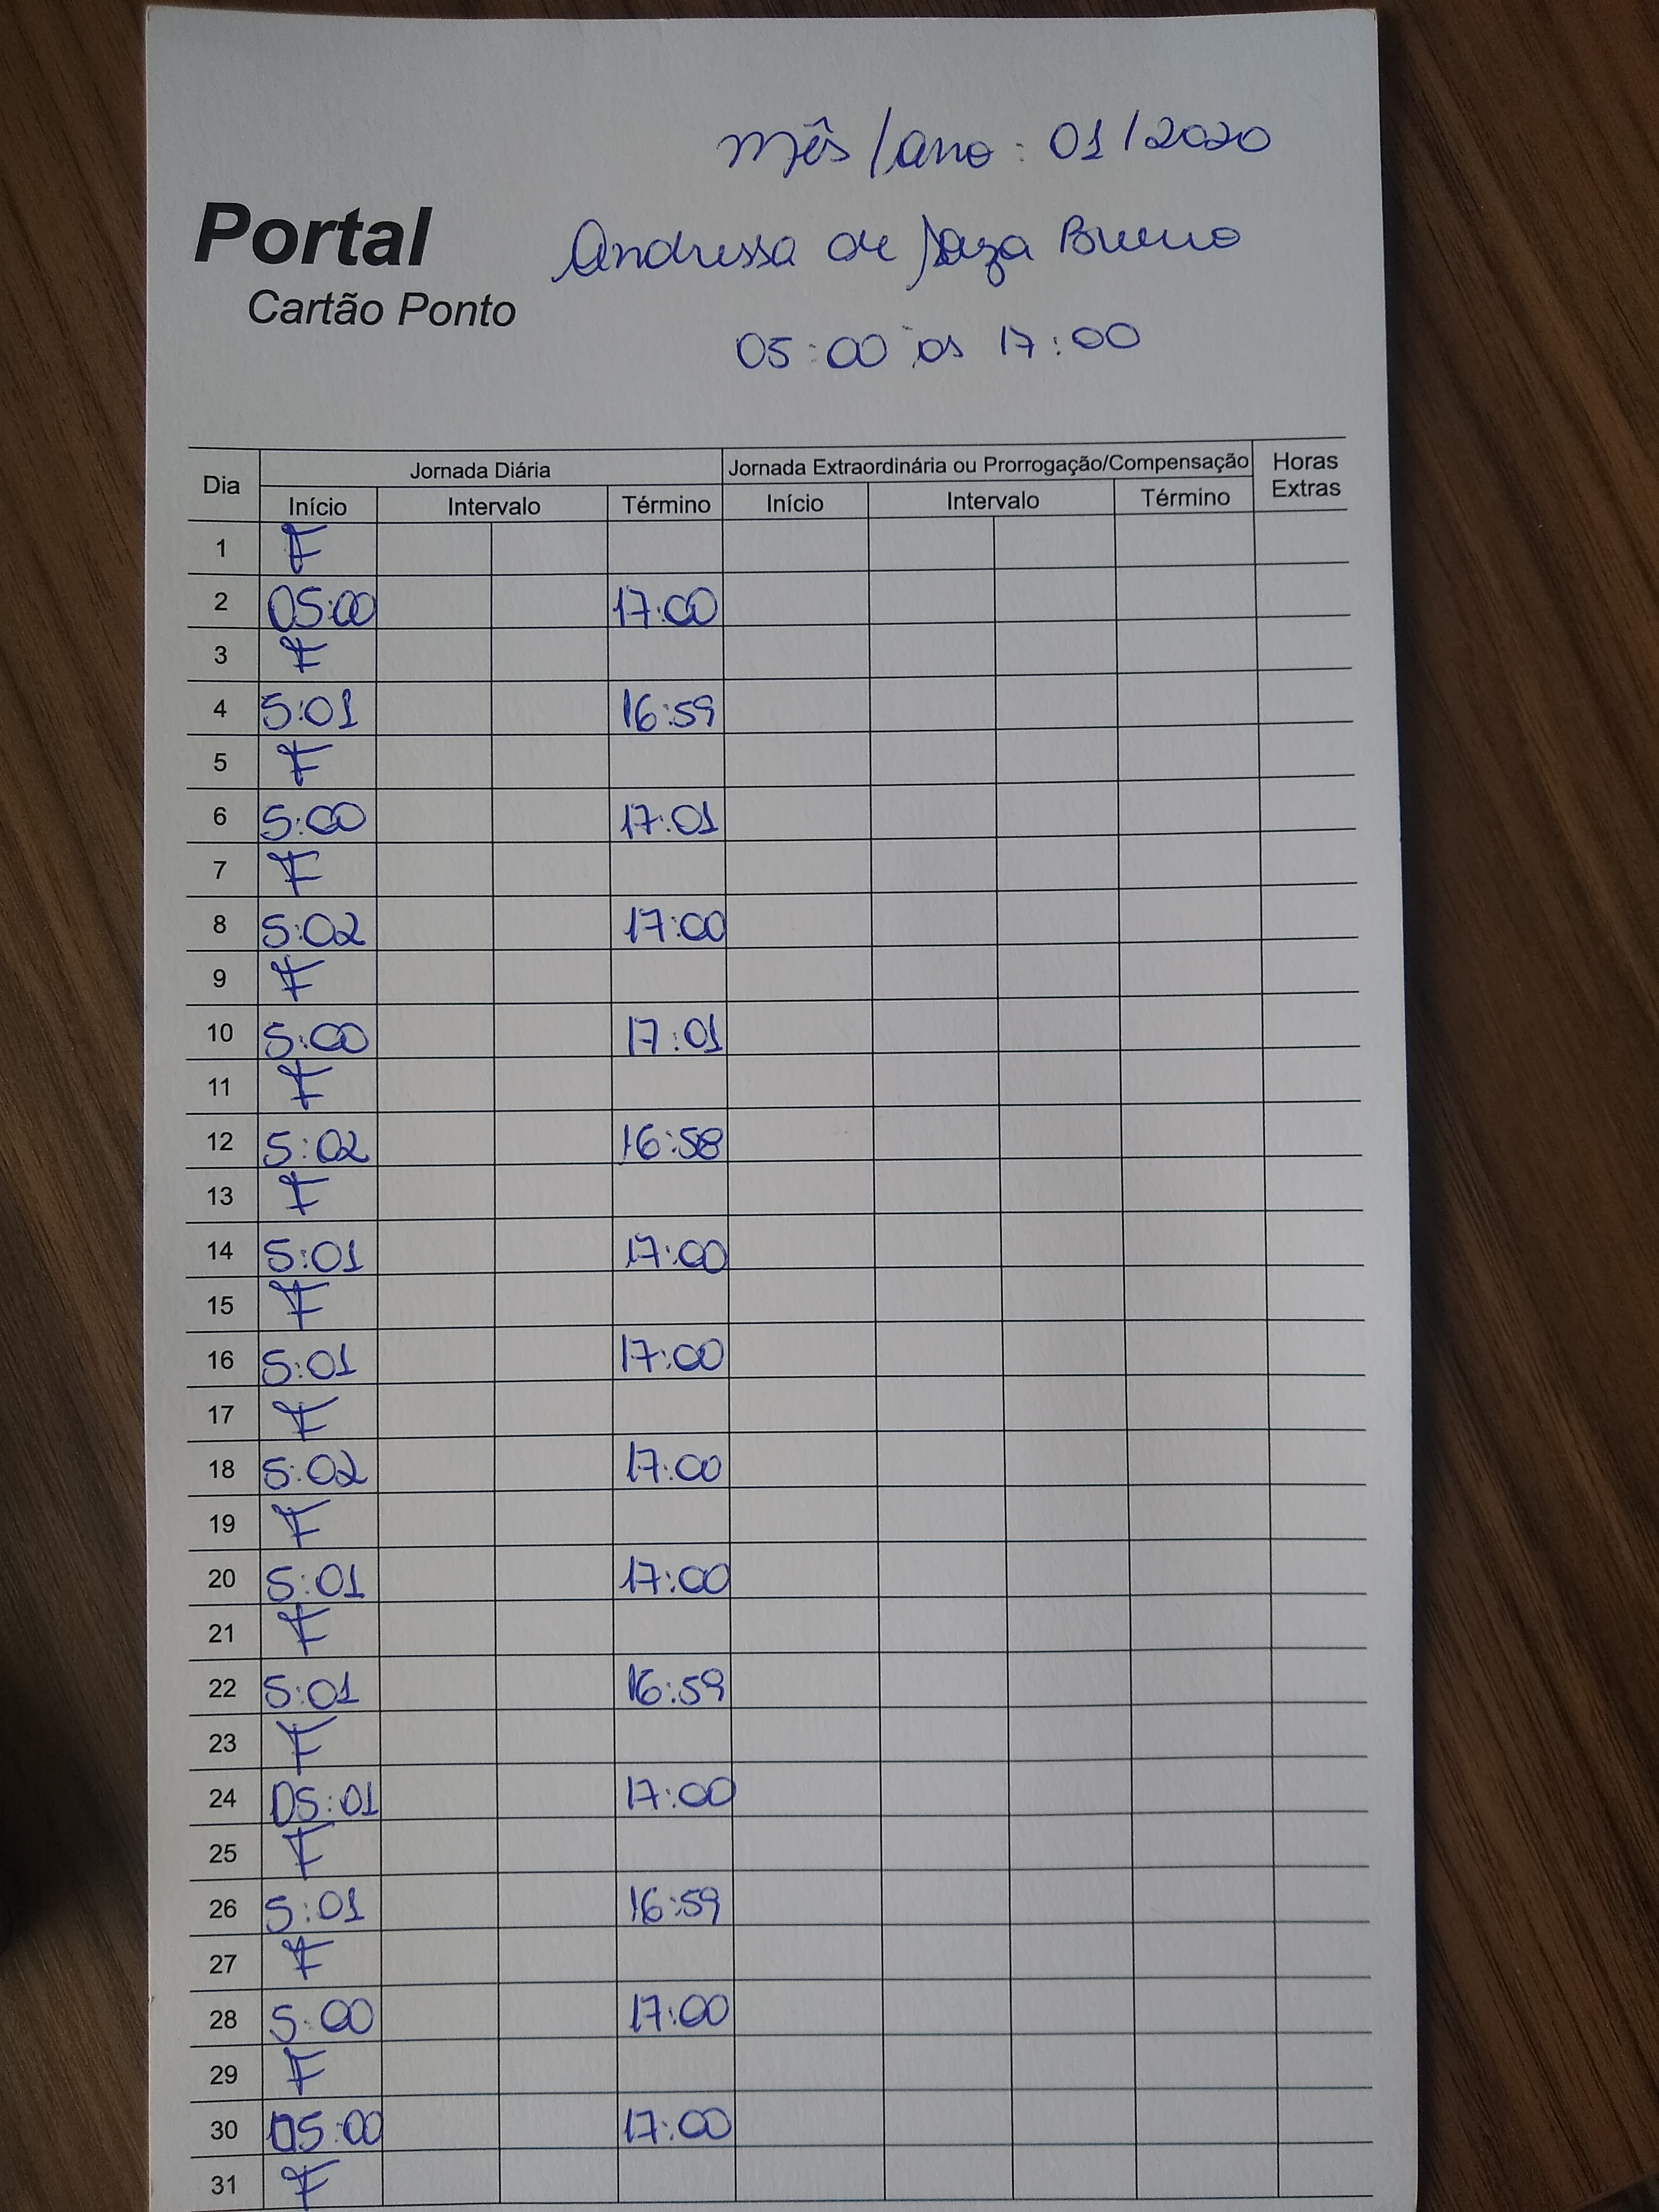 Mês/ano: 01/2020
Portal
Andressa de Souza Bueno
Cartão Ponto
05:00 as 17:00
Dia Jornada Diária Jornada Extraordinária ou Prorrogação/Compensação Horas Extras
Início Intervalo Término Início Intervalo Término
1 F
2 05:00 17:00
3 F
4 5:01 16:59
5 F
6 5:00 17:01
7 F
8 5:02 17:00
9 F
10 5:00 17:01
11 F
12 5:02 16:58
13 F
14 5:01 17:00
15 F
16 5:01 17:00
17 F
18 5:02 17:00
19 F
20 5:01 17:00
21 F
22 5:01 16:59
23 F
24 05:01 17:00
25 F
26 5:01 16:59
27 F
28 5:00 17:00
29 F
30 05:00 17:00
31 F